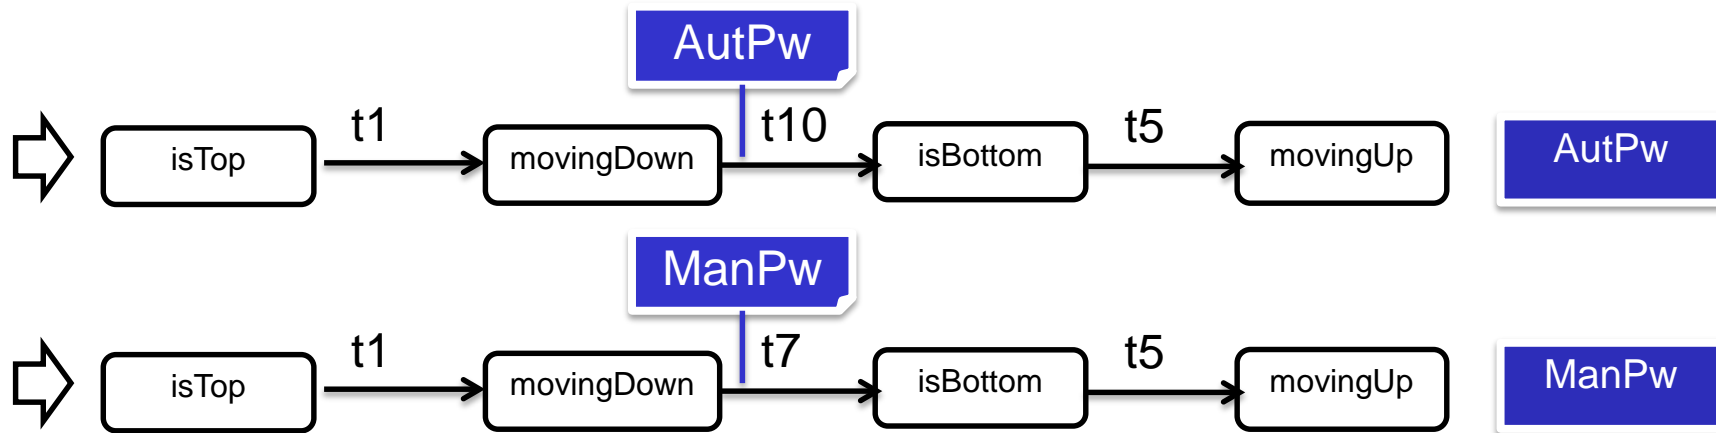 AutPw
t1 t10 t5
isTop movingDown isBottom movingUp AutPw
ManPw
t1 t7 t5
isTop movingDown isBottom movingUp ManPw